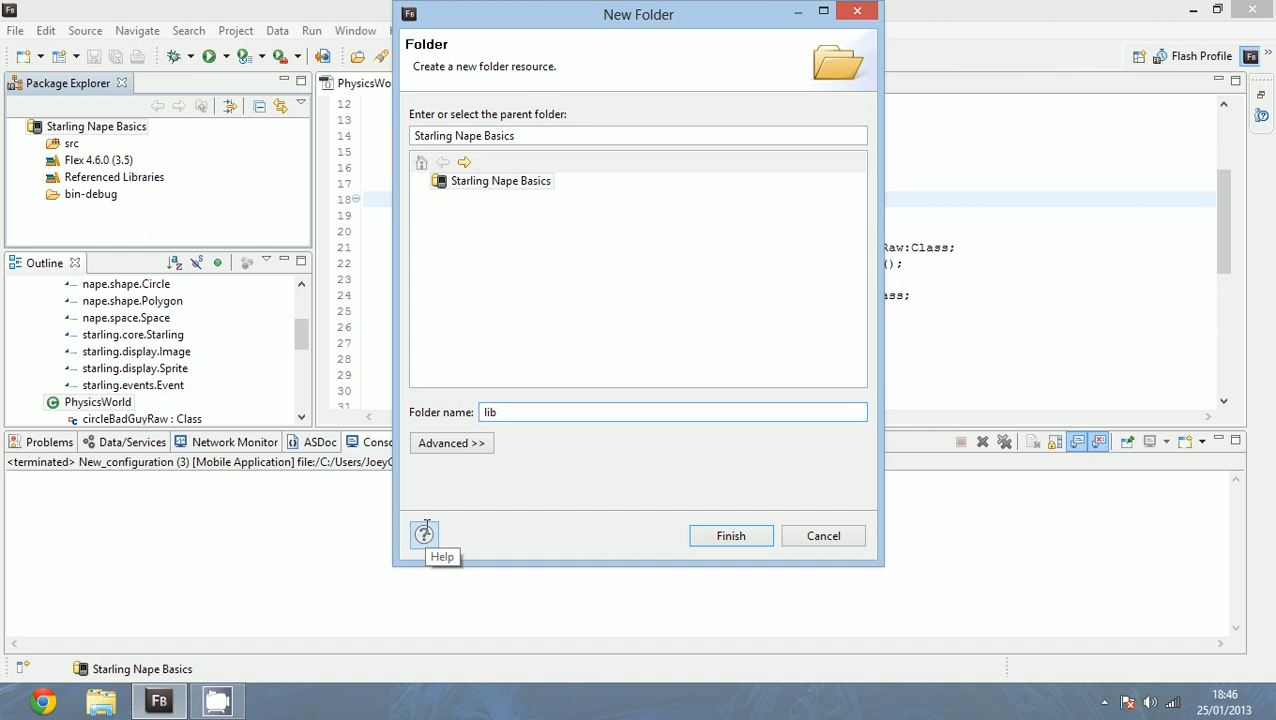 Fb
New Folder
File Edit Source Navigate Search Project Data Run Window
Folder
Create a new folder resource.
Flash Profile
Fb
Package Explorer
PhysicsWo
Starling Nape Basics
src
Flex 4.6.0 (3.5)
Referenced Libraries
bin-debug
Enter or select the parent folder:
Starling Nape Basics
Starling Nape Basics
12
13
14
15
16
17
18
19
20
21
22
23
24
25
26
27
28
29
30
31
Raw:Class;
();
ass;
Outline
nape.shape.Circle
nape.shape.Polygon
nape.space.Space
starling.core.Starling
starling.display.Image
starling.display.Sprite
starling.events.Event
PhysicsWorld
circleBadGuyRaw : Class
Folder name: lib
Advanced >>
Problems Data/Services Network Monitor ASDoc Conso
<terminated> New_configuration (3) [Mobile Application] file:/C:/Users/JoeyC
Finish Cancel
Help
Starling Nape Basics
Fb
18:46
25/01/2013